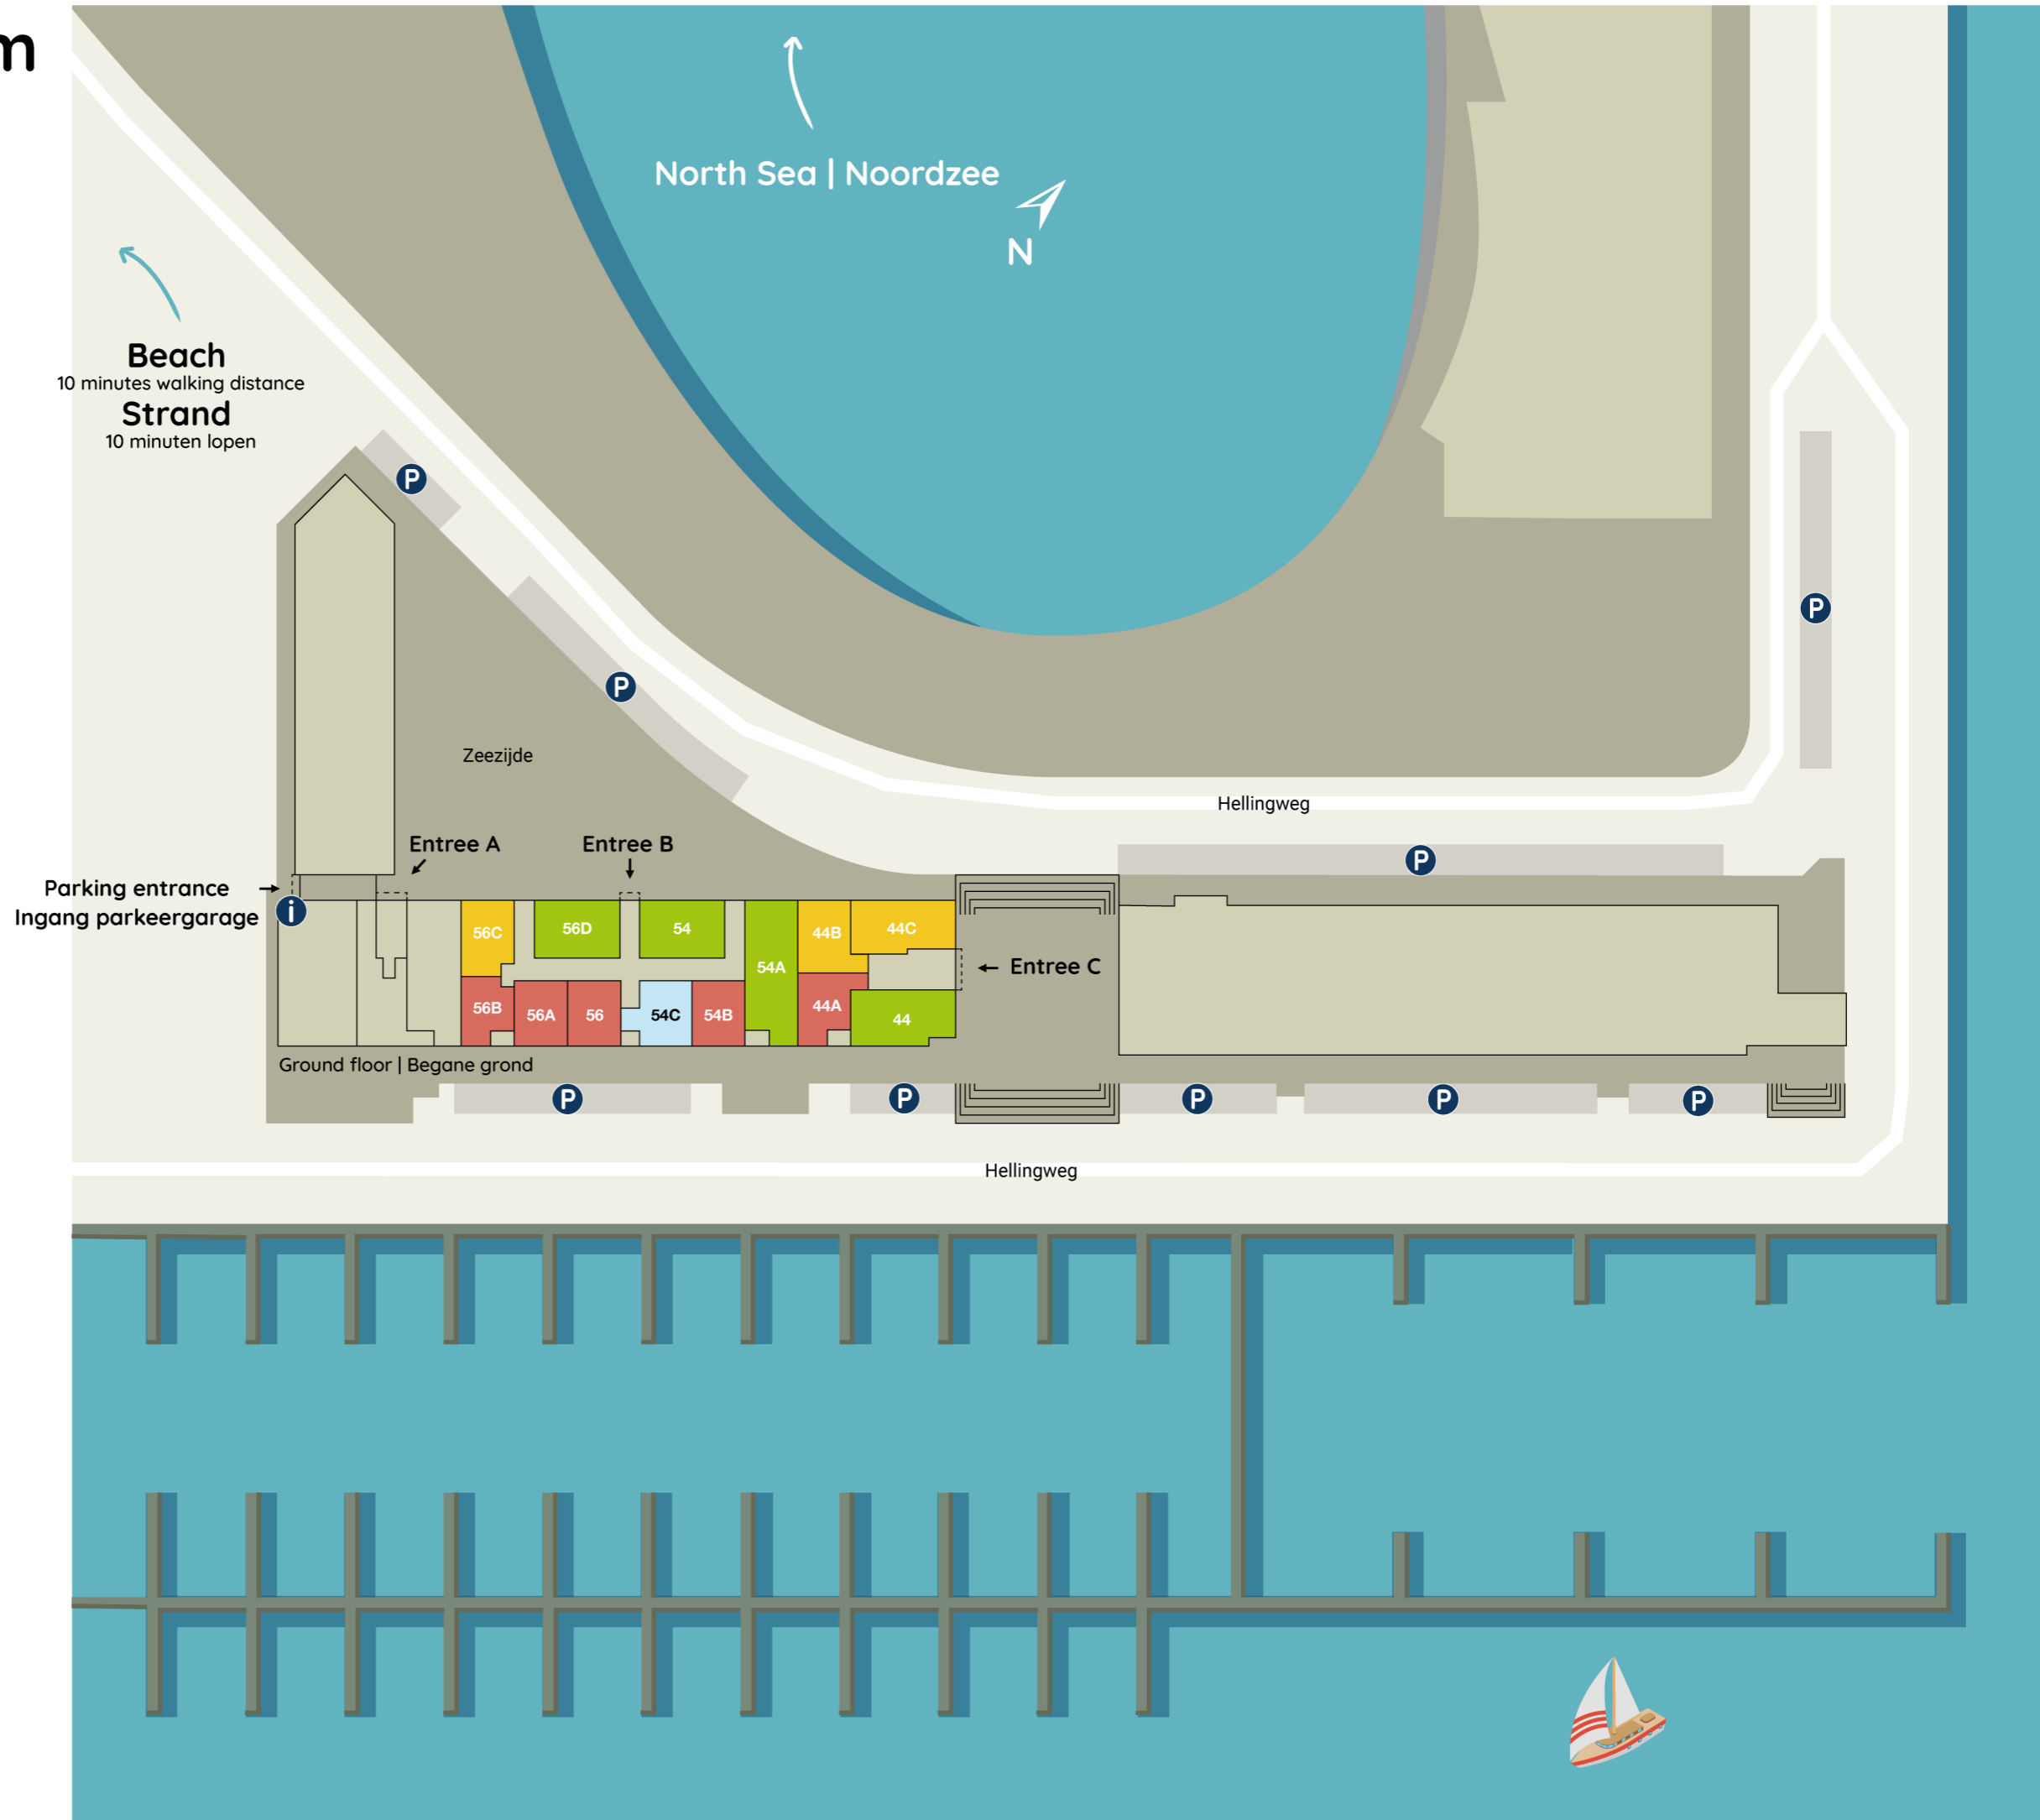 m
North Sea | Noordzee
N
Beach
10 minutes walking distance
Strand
10 minuten lopen
P
P
P
Zeezijde
Hellingweg
Entree A
Entree B
P
Parking entrance
Ingang parkeergarage
i
56C
56D
54
54A
44B
44C
Entree C
56B
56A
56
54C
54B
44A
44
Ground floor | Begane grond
P
P
P
P
P
Hellingweg